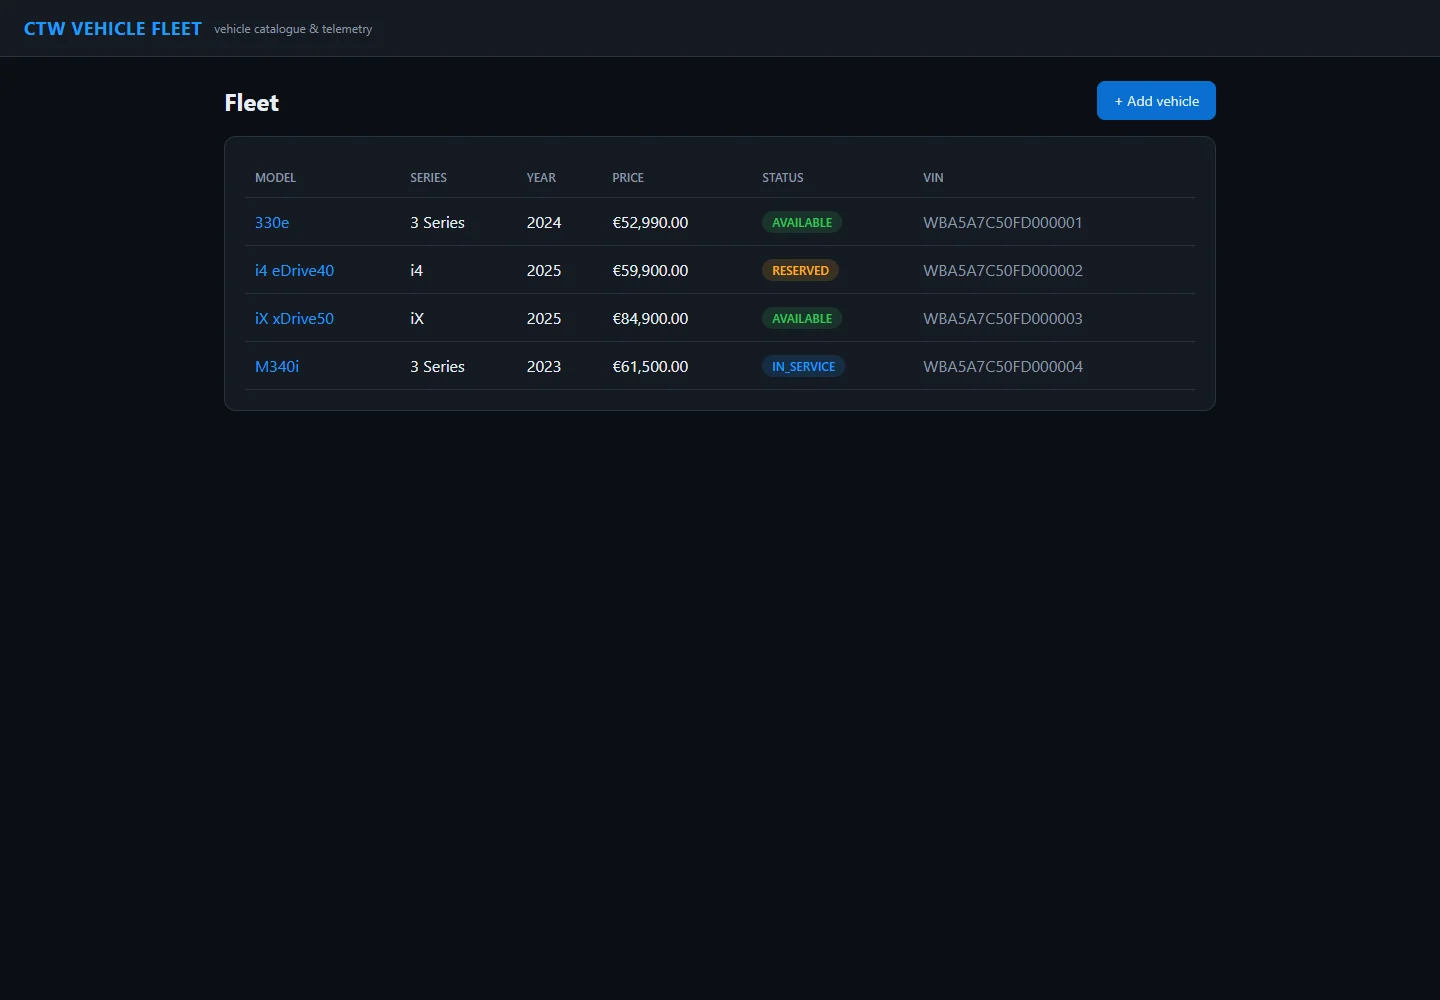 CTW VEHICLE FLEET vehicle catalogue & telemetry
Fleet + Add vehicle
MODEL SERIES YEAR PRICE STATUS VIN
330e 3 Series 2024 €52,990.00 AVAILABLE WBA5A7C50FD000001
i4 eDrive40 i4 2025 €59,900.00 RESERVED WBA5A7C50FD000002
iX xDrive50 iX 2025 €84,900.00 AVAILABLE WBA5A7C50FD000003
M340i 3 Series 2023 €61,500.00 IN_SERVICE WBA5A7C50FD000004